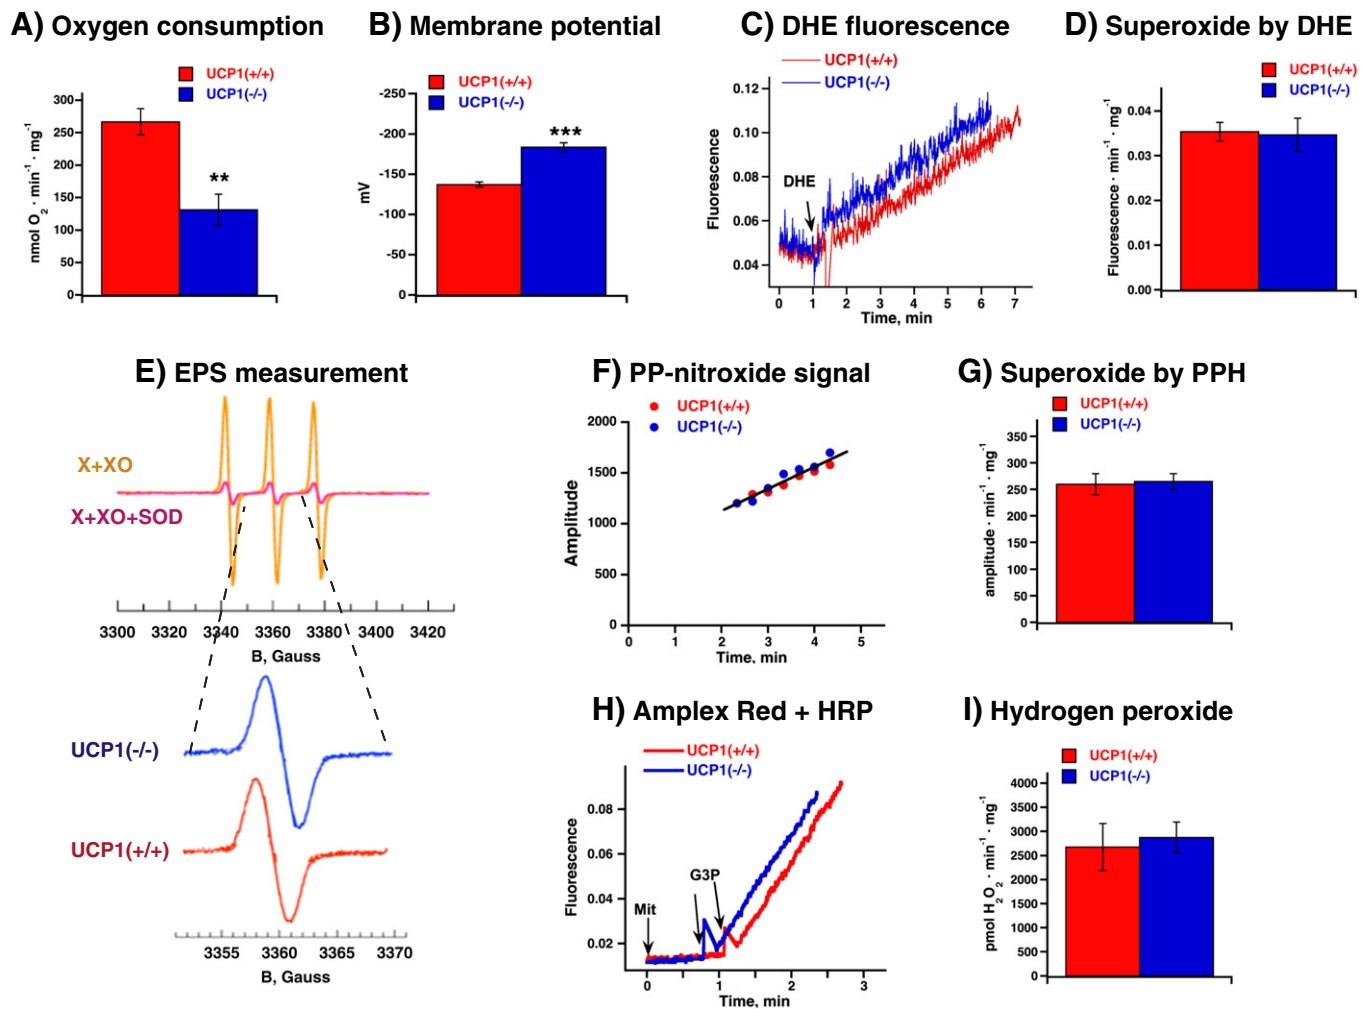 A) Oxygen consumption
UCP1(+/+)
UCP1(-/-)
300
250
200
150
100
50
0
nmol O2 · min-1 · mg-1
**
B) Membrane potential
UCP1(+/+)
UCP1(-/-)
-250
-200
-150
-100
-50
0
mV
***
C) DHE fluorescence
UCP1(+/+)
UCP1(-/-)
0.12
0.10
0.08
0.06
0.04
Fluorescence
DHE
0 1 2 3 4 5 6 7
Time, min
D) Superoxide by DHE
UCP1(+/+)
UCP1(-/-)
0.04
0.03
0.02
0.01
0.00
Fluorescence · min-1 · mg-1
E) EPS measurement
X+XO
X+XO+SOD
3300 3320 3340 3360 3380 3400 3420
B, Gauss
UCP1(-/-)
UCP1(+/+)
3355 3360 3365 3370
B, Gauss
F) PP-nitroxide signal
UCP1(+/+)
UCP1(-/-)
2000
1500
1000
500
0
Amplitude
0 1 2 3 4 5
Time, min
G) Superoxide by PPH
UCP1(+/+)
UCP1(-/-)
350
300
250
200
150
100
50
0
amplitude · min-1 · mg-1
H) Amplex Red + HRP
UCP1(+/+)
UCP1(-/-)
0.08
0.06
0.04
0.02
Fluorescence
Mit
G3P
0 1 2 3
Time, min
I) Hydrogen peroxide
UCP1(+/+)
UCP1(-/-)
4000
3500
3000
2500
2000
1500
1000
500
0
pmol H2O2 · min-1 · mg-1